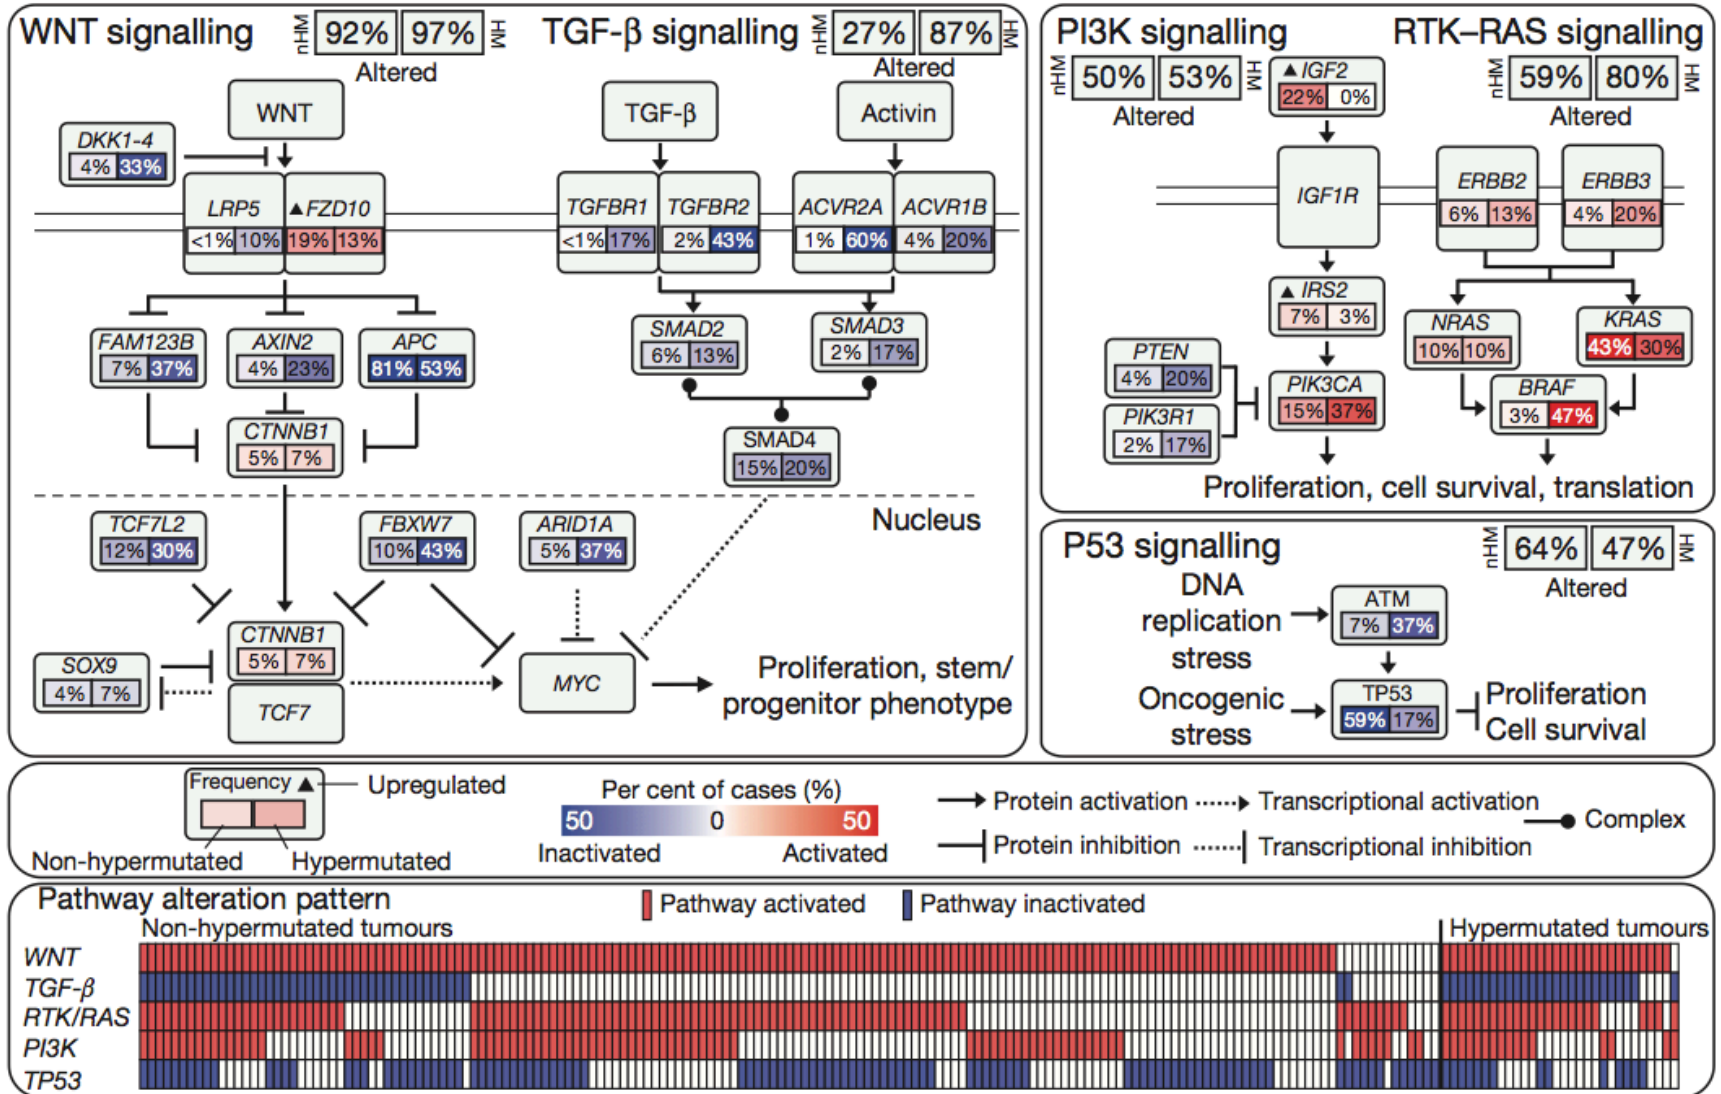 WNT signalling
nHM 92% 97% HM
Altered
TGF-β signalling
nHM 27% 87% HM
Altered
WNT
DKK1-4
4% 33%
LRP5
<1% 10%
▲FZD10
19% 13%
TGF-β
Activin
TGFBR1
<1% 17%
TGFBR2
2% 43%
ACVR2A
1% 60%
ACVR1B
4% 20%
FAM123B
7% 37%
AXIN2
4% 23%
APC
81% 53%
SMAD2
6% 13%
SMAD3
2% 17%
CTNNB1
5% 7%
SMAD4
15% 20%
Nucleus
TCF7L2
12% 30%
FBXW7
10% 43%
ARID1A
5% 37%
SOX9
4% 7%
CTNNB1
5% 7%
TCF7
MYC
Proliferation, stem/
progenitor phenotype
PI3K signalling
nHM 50% 53% HM
Altered
RTK–RAS signalling
nHM 59% 80% HM
Altered
▲IGF2
22% 0%
IGF1R
▲IRS2
7% 3%
PTEN
4% 20%
PIK3R1
2% 17%
PIK3CA
15% 37%
ERBB2
6% 13%
ERBB3
4% 20%
NRAS
10% 10%
KRAS
43% 30%
BRAF
3% 47%
Proliferation, cell survival, translation
P53 signalling
nHM 64% 47% HM
Altered
DNA
replication
stress
ATM
7% 37%
Oncogenic
stress
TP53
59% 17%
Proliferation
Cell survival
Frequency ▲
Upregulated
Non-hypermutated
Hypermutated
Per cent of cases (%)
50 0 50
Inactivated
Activated
Protein activation
Transcriptional activation
Protein inhibition
Transcriptional inhibition
Complex
Pathway alteration pattern
Pathway activated
Pathway inactivated
Non-hypermutated tumours
Hypermutated tumours
WNT
TGF-β
RTK/RAS
PI3K
TP53